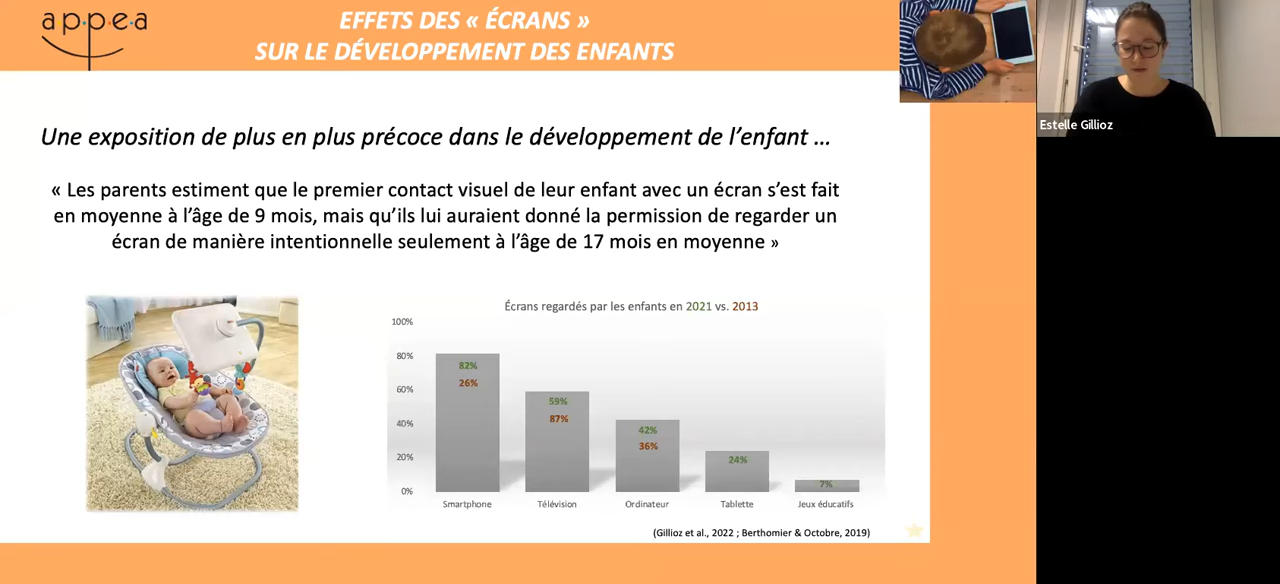 appea
EFFETS DES « ÉCRANS »
SUR LE DÉVELOPPEMENT DES ENFANTS
Estelle Gillioz
Une exposition de plus en plus précoce dans le développement de l'enfant ...
« Les parents estiment que le premier contact visuel de leur enfant avec un écran s'est fait
en moyenne à l'âge de 9 mois, mais qu'ils lui auraient donné la permission de regarder un
écran de manière intentionnelle seulement à l'âge de 17 mois en moyenne »
Écrans regardés par les enfants en 2021 vs. 2013
100%
80%
60%
40%
20%
0%
82%
26%
59%
87%
42%
36%
24%
7%
Smartphone
Télévision
Ordinateur
Tablette
Jeux éducatifs
(Gillioz et al., 2022 ; Berthomier & Octobre, 2019)